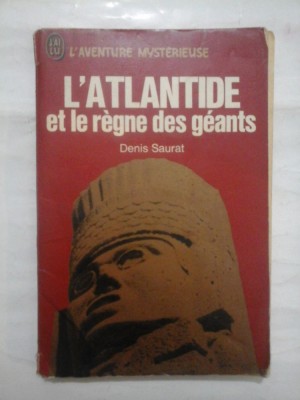 J'AI LU
L'AVENTURE MYSTÉRIEUSE
L'ATLANTIDE
et le règne des géants
Denis Saurat